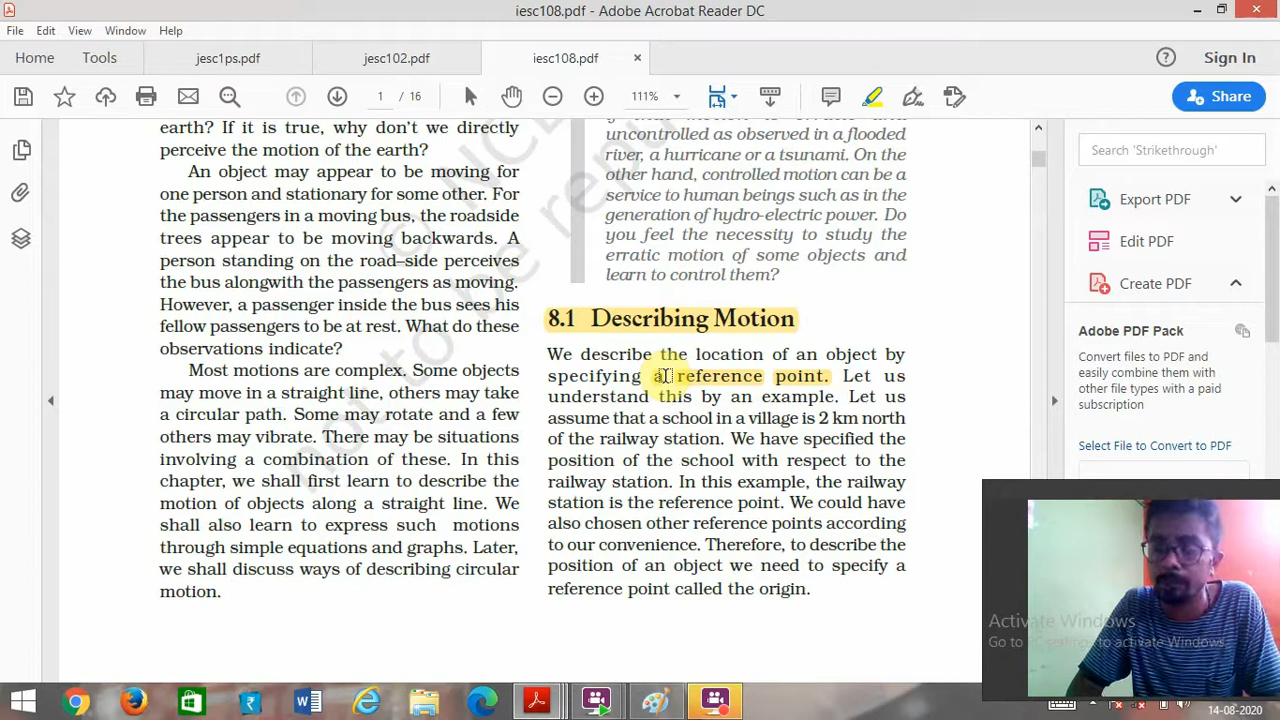 iesc108.pdf - Adobe Acrobat Reader DC
File Edit View Window Help
Home Tools jesc1ps.pdf jesc102.pdf iesc108.pdf × Sign In
1 / 16 111% Share
earth? If it is true, why don't we directly
perceive the motion of the earth?
An object may appear to be moving for
one person and stationary for some other. For
the passengers in a moving bus, the roadside
trees appear to be moving backwards. A
person standing on the road–side perceives
the bus alongwith the passengers as moving.
However, a passenger inside the bus sees his
fellow passengers to be at rest. What do these
observations indicate?
Most motions are complex. Some objects
may move in a straight line, others may take
a circular path. Some may rotate and a few
others may vibrate. There may be situations
involving a combination of these. In this
chapter, we shall first learn to describe the
motion of objects along a straight line. We
shall also learn to express such motions
through simple equations and graphs. Later,
we shall discuss ways of describing circular
motion.
uncontrolled as observed in a flooded
river, a hurricane or a tsunami. On the
other hand, controlled motion can be a
service to human beings such as in the
generation of hydro-electric power. Do
you feel the necessity to study the
erratic motion of some objects and
learn to control them?
8.1 Describing Motion
We describe the location of an object by
specifying a reference point. Let us
understand this by an example. Let us
assume that a school in a village is 2 km north
of the railway station. We have specified the
position of the school with respect to the
railway station. In this example, the railway
station is the reference point. We could have
also chosen other reference points according
to our convenience. Therefore, to describe the
position of an object we need to specify a
reference point called the origin.
© NC
not to be repu
Search 'Strikethrough'
Export PDF
Edit PDF
Create PDF
Adobe PDF Pack
Convert files to PDF and
easily combine them with
other file types with a paid
subscription
Select File to Convert to PDF
Activate Windows
Go to PC settings to activate Windows.
14-08-2020